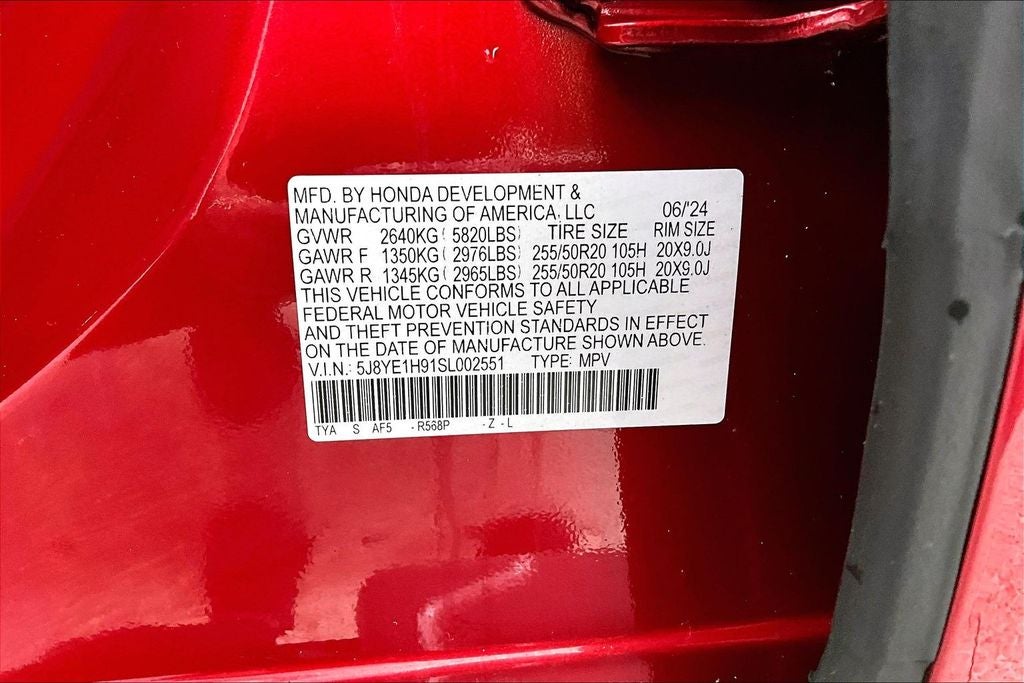 MFD. BY HONDA DEVELOPMENT &
MANUFACTURING OF AMERICA, LLC 06/'24
GVWR 2640KG ( 5820LBS) TIRE SIZE RIM SIZE
GAWR F 1350KG ( 2976LBS) 255/50R20 105H 20X9.0J
GAWR R 1345KG ( 2965LBS) 255/50R20 105H 20X9.0J
THIS VEHICLE CONFORMS TO ALL APPLICABLE
FEDERAL MOTOR VEHICLE SAFETY
AND THEFT PREVENTION STANDARDS IN EFFECT
ON THE DATE OF MANUFACTURE SHOWN ABOVE.
V.I.N.: 5J8YE1H91SL002551 TYPE: MPV
TYA S AF5 - R568P - Z - L